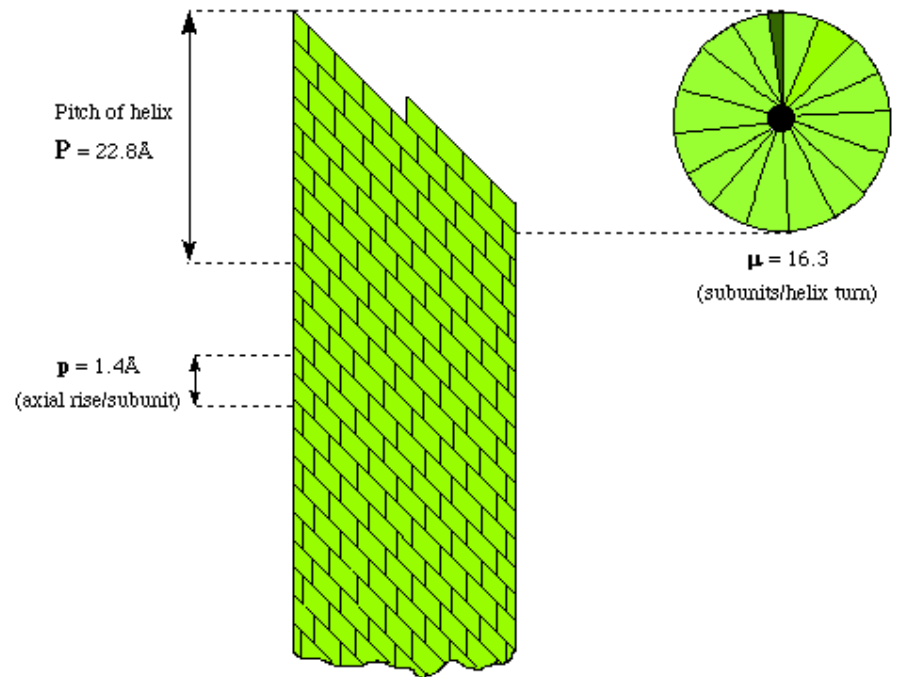 Pitch of helix
P = 22.8Å
µ = 16.3
(subunits/helix turn)
p = 1.4Å
(axial rise/subunit)